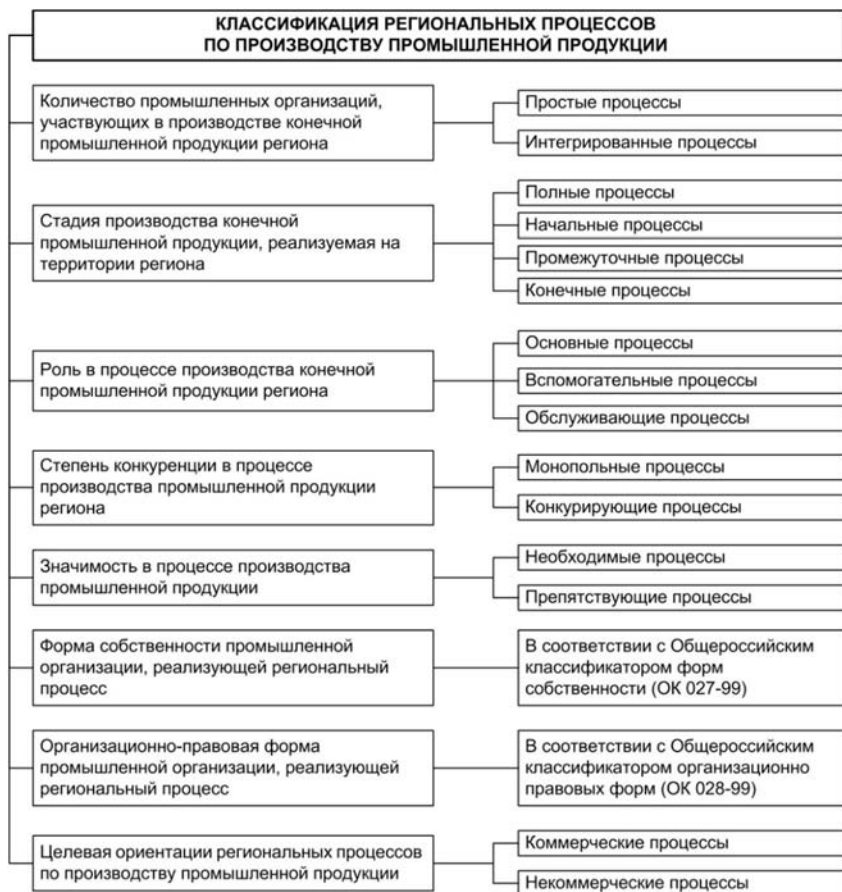 КЛАССИФИКАЦИЯ РЕГИОНАЛЬНЫХ ПРОЦЕССОВ
ПО ПРОИЗВОДСТВУ ПРОМЫШЛЕННОЙ ПРОДУКЦИИ
Количество промышленных организаций,
участвующих в производстве конечной
промышленной продукции региона
Простые процессы
Интегрированные процессы
Стадия производства конечной
промышленной продукции, реализуемая на
территории региона
Полные процессы
Начальные процессы
Промежуточные процессы
Конечные процессы
Роль в процессе производства конечной
промышленной продукции региона
Основные процессы
Вспомогательные процессы
Обслуживающие процессы
Степень конкуренции в процессе
производства промышленной продукции
региона
Монопольные процессы
Конкурирующие процессы
Значимость в процессе производства
промышленной продукции
Необходимые процессы
Препятствующие процессы
Форма собственности промышленной
организации, реализующей региональный
процесс
В соответствии с Общероссийским
классификатором форм
собственности (ОК 027-99)
Организационно-правовая форма
промышленной организации, реализующей
региональный процесс
В соответствии с Общероссийским
классификатором организационно
правовых форм (ОК 028-99)
Целевая ориентации региональных процессов
по производству промышленной продукции
Коммерческие процессы
Некоммерческие процессы